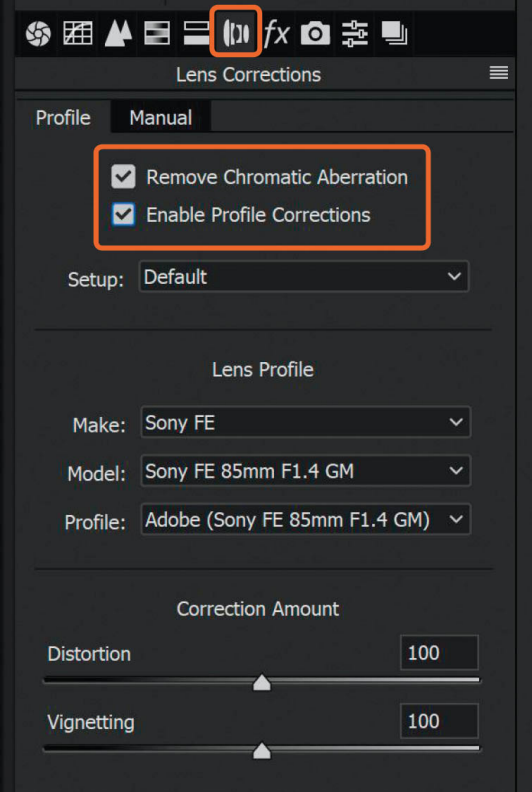 fx
Lens Corrections
Profile Manual
Remove Chromatic Aberration
Enable Profile Corrections
Setup: Default
Lens Profile
Make: Sony FE
Model: Sony FE 85mm F1.4 GM
Profile: Adobe (Sony FE 85mm F1.4 GM)
Correction Amount
Distortion 100
Vignetting 100